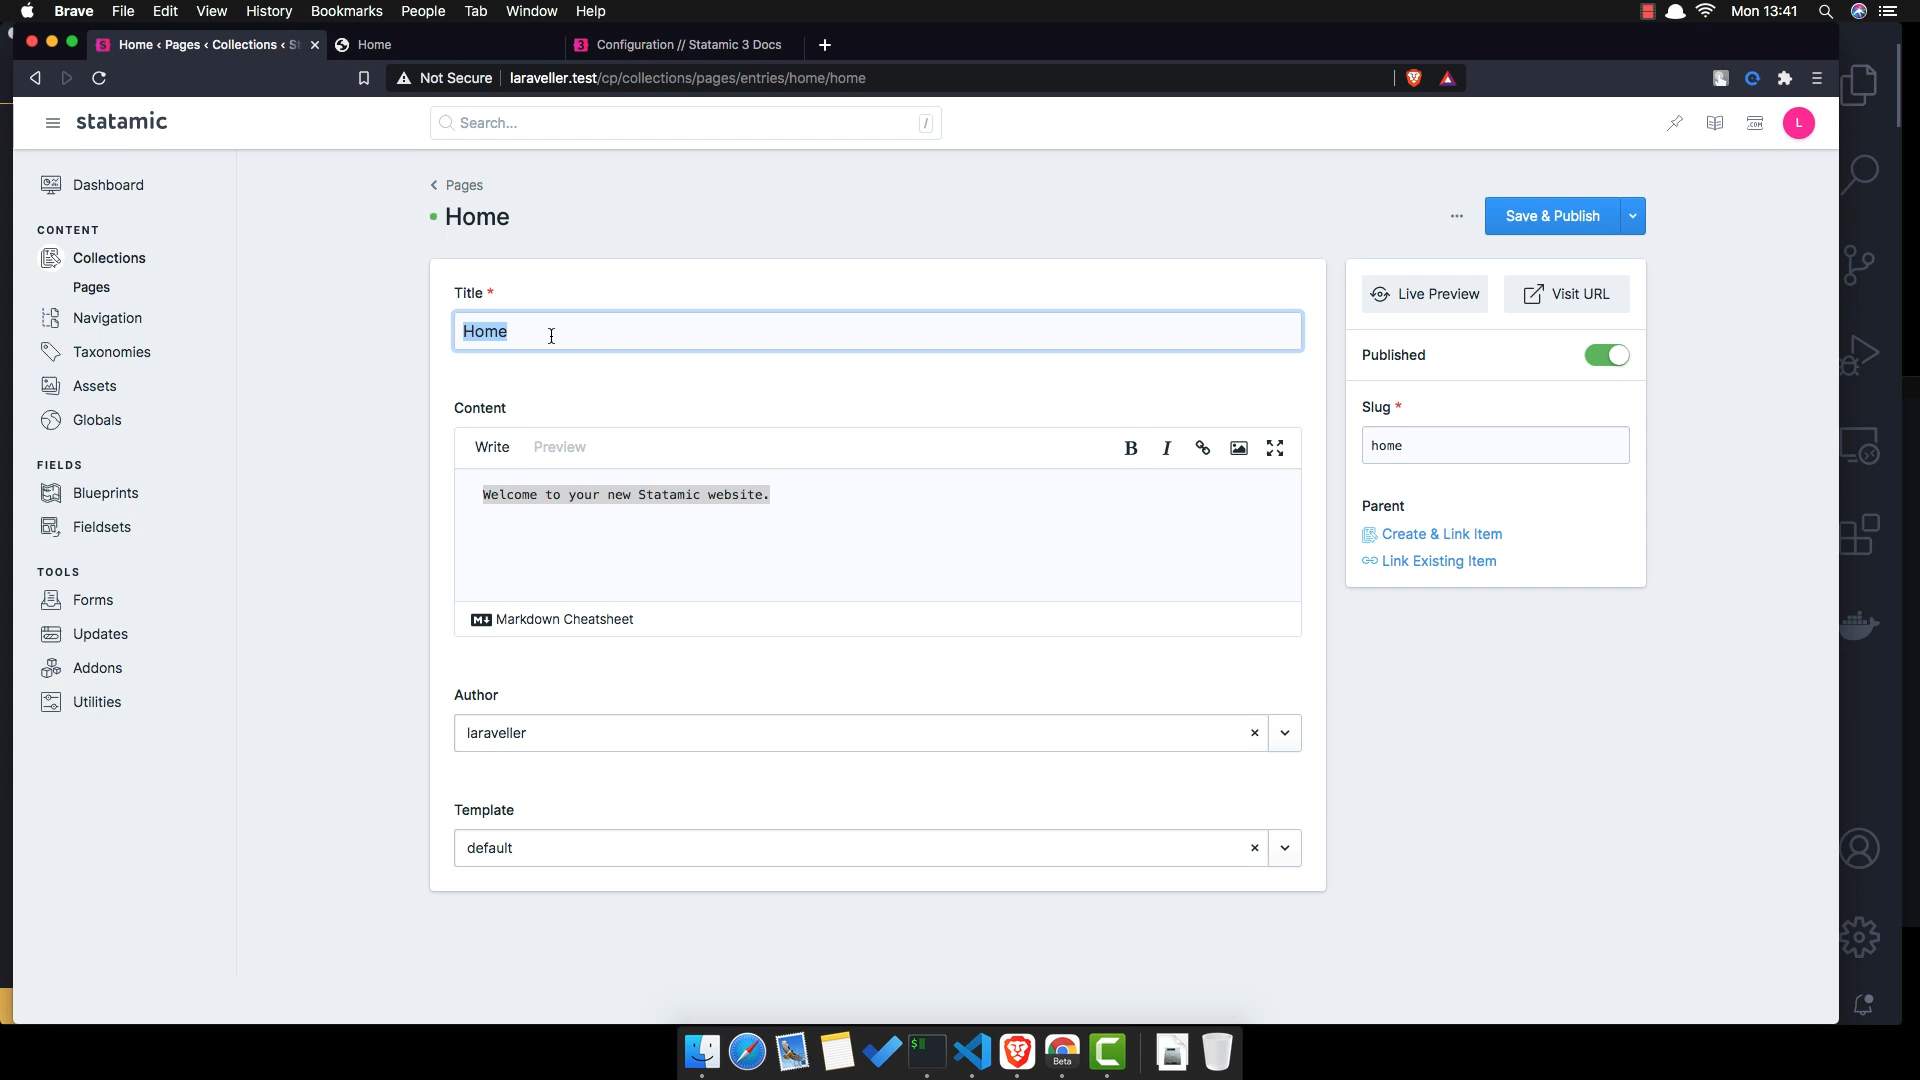 Brave File Edit View History Bookmarks People Tab Window Help Mon 13:41
Home < Pages < Collections < St Home Configuration // Statamic 3 Docs
Not Secure laraveller.test/cp/collections/pages/entries/home/home
statamic Search... / .COM L
Dashboard
CONTENT
Collections
Pages
Navigation
Taxonomies
Assets
Globals
FIELDS
Blueprints
Fieldsets
TOOLS
Forms
Updates
Addons
Utilities
Pages
Home
Save & Publish
Title *
Home
Content
Write Preview B I
Welcome to your new Statamic website.
M Markdown Cheatsheet
Author
laraveller
Template
default
Live Preview Visit URL
Published
Slug *
home
Parent
Create & Link Item
Link Existing Item
$
Beta